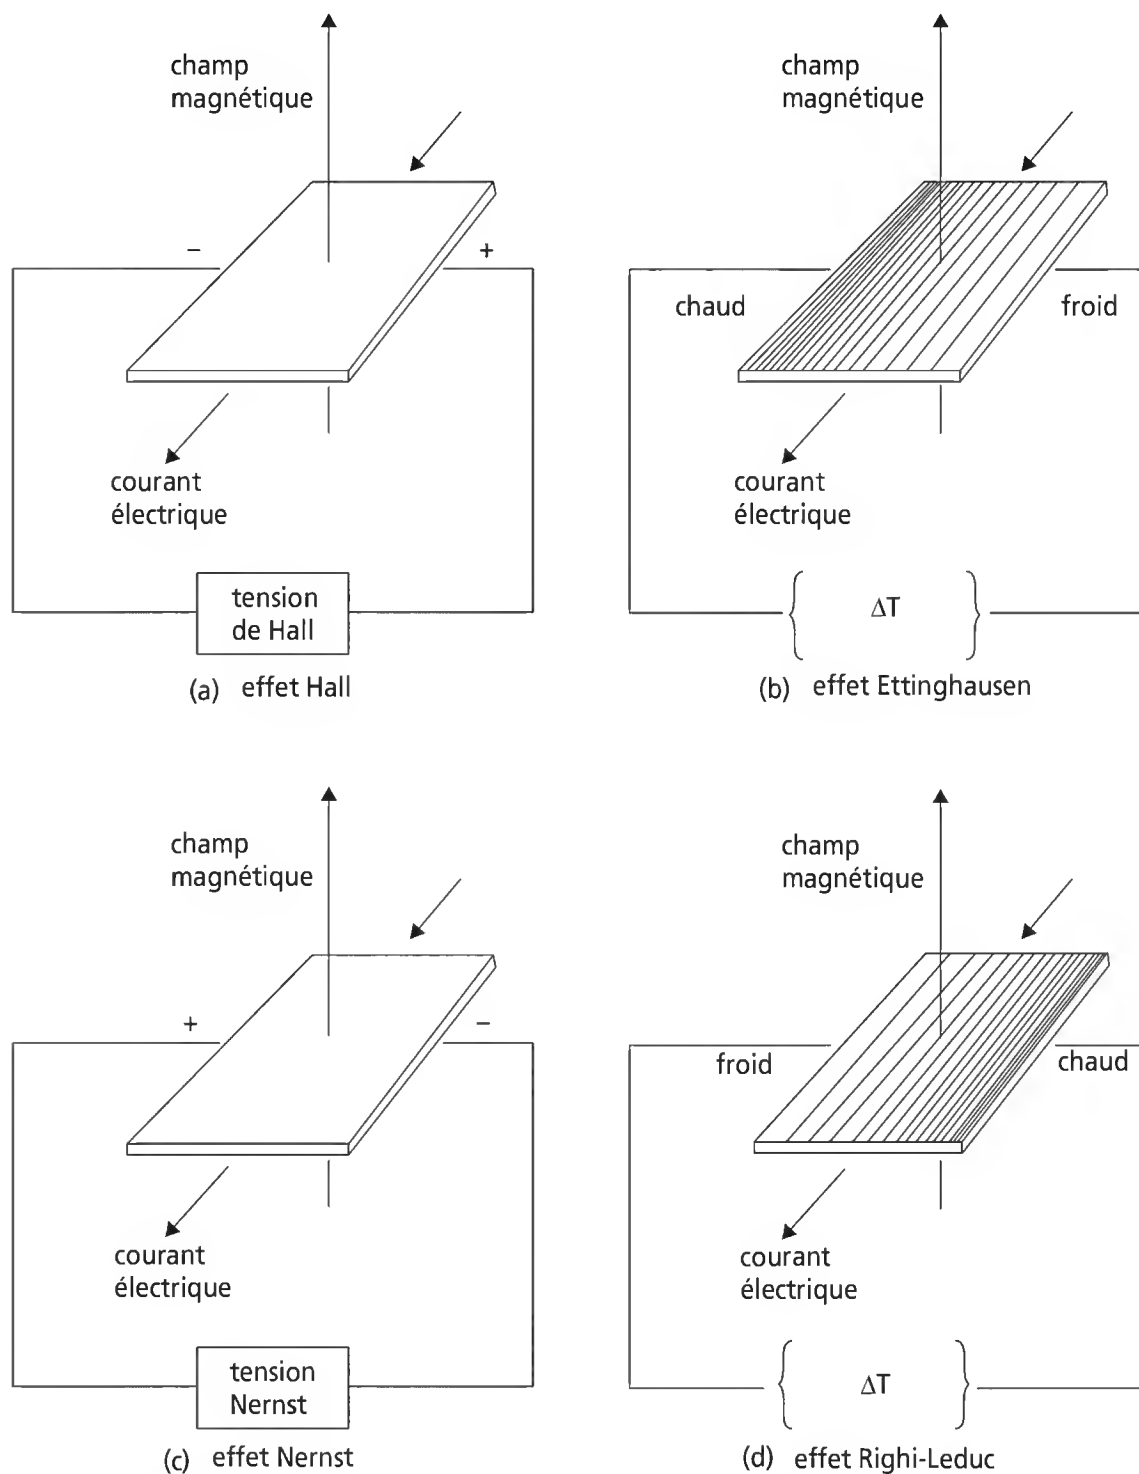 champ
magnétique
−
+
courant
électrique
tension
de Hall
(a) effet Hall
champ
magnétique
chaud
froid
courant
électrique
ΔT
(b) effet Ettinghausen
champ
magnétique
+
−
courant
électrique
tension
Nernst
(c) effet Nernst
champ
magnétique
froid
chaud
courant
électrique
ΔT
(d) effet Righi-Leduc